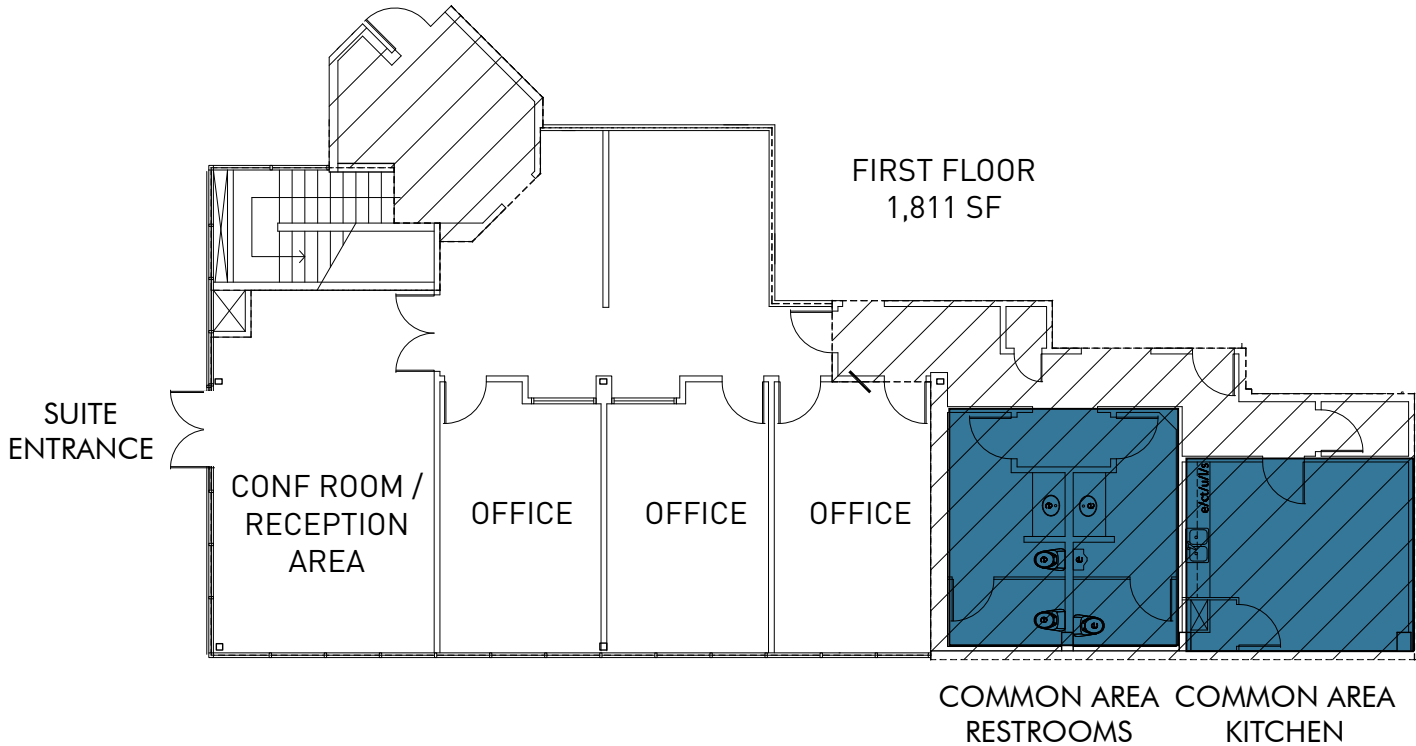 FIRST FLOOR
1,811 SF
SUITE
ENTRANCE
CONF ROOM /
RECEPTION
AREA
OFFICE
OFFICE
OFFICE
e/ct/u/l/s
COMMON AREA
RESTROOMS
COMMON AREA
KITCHEN